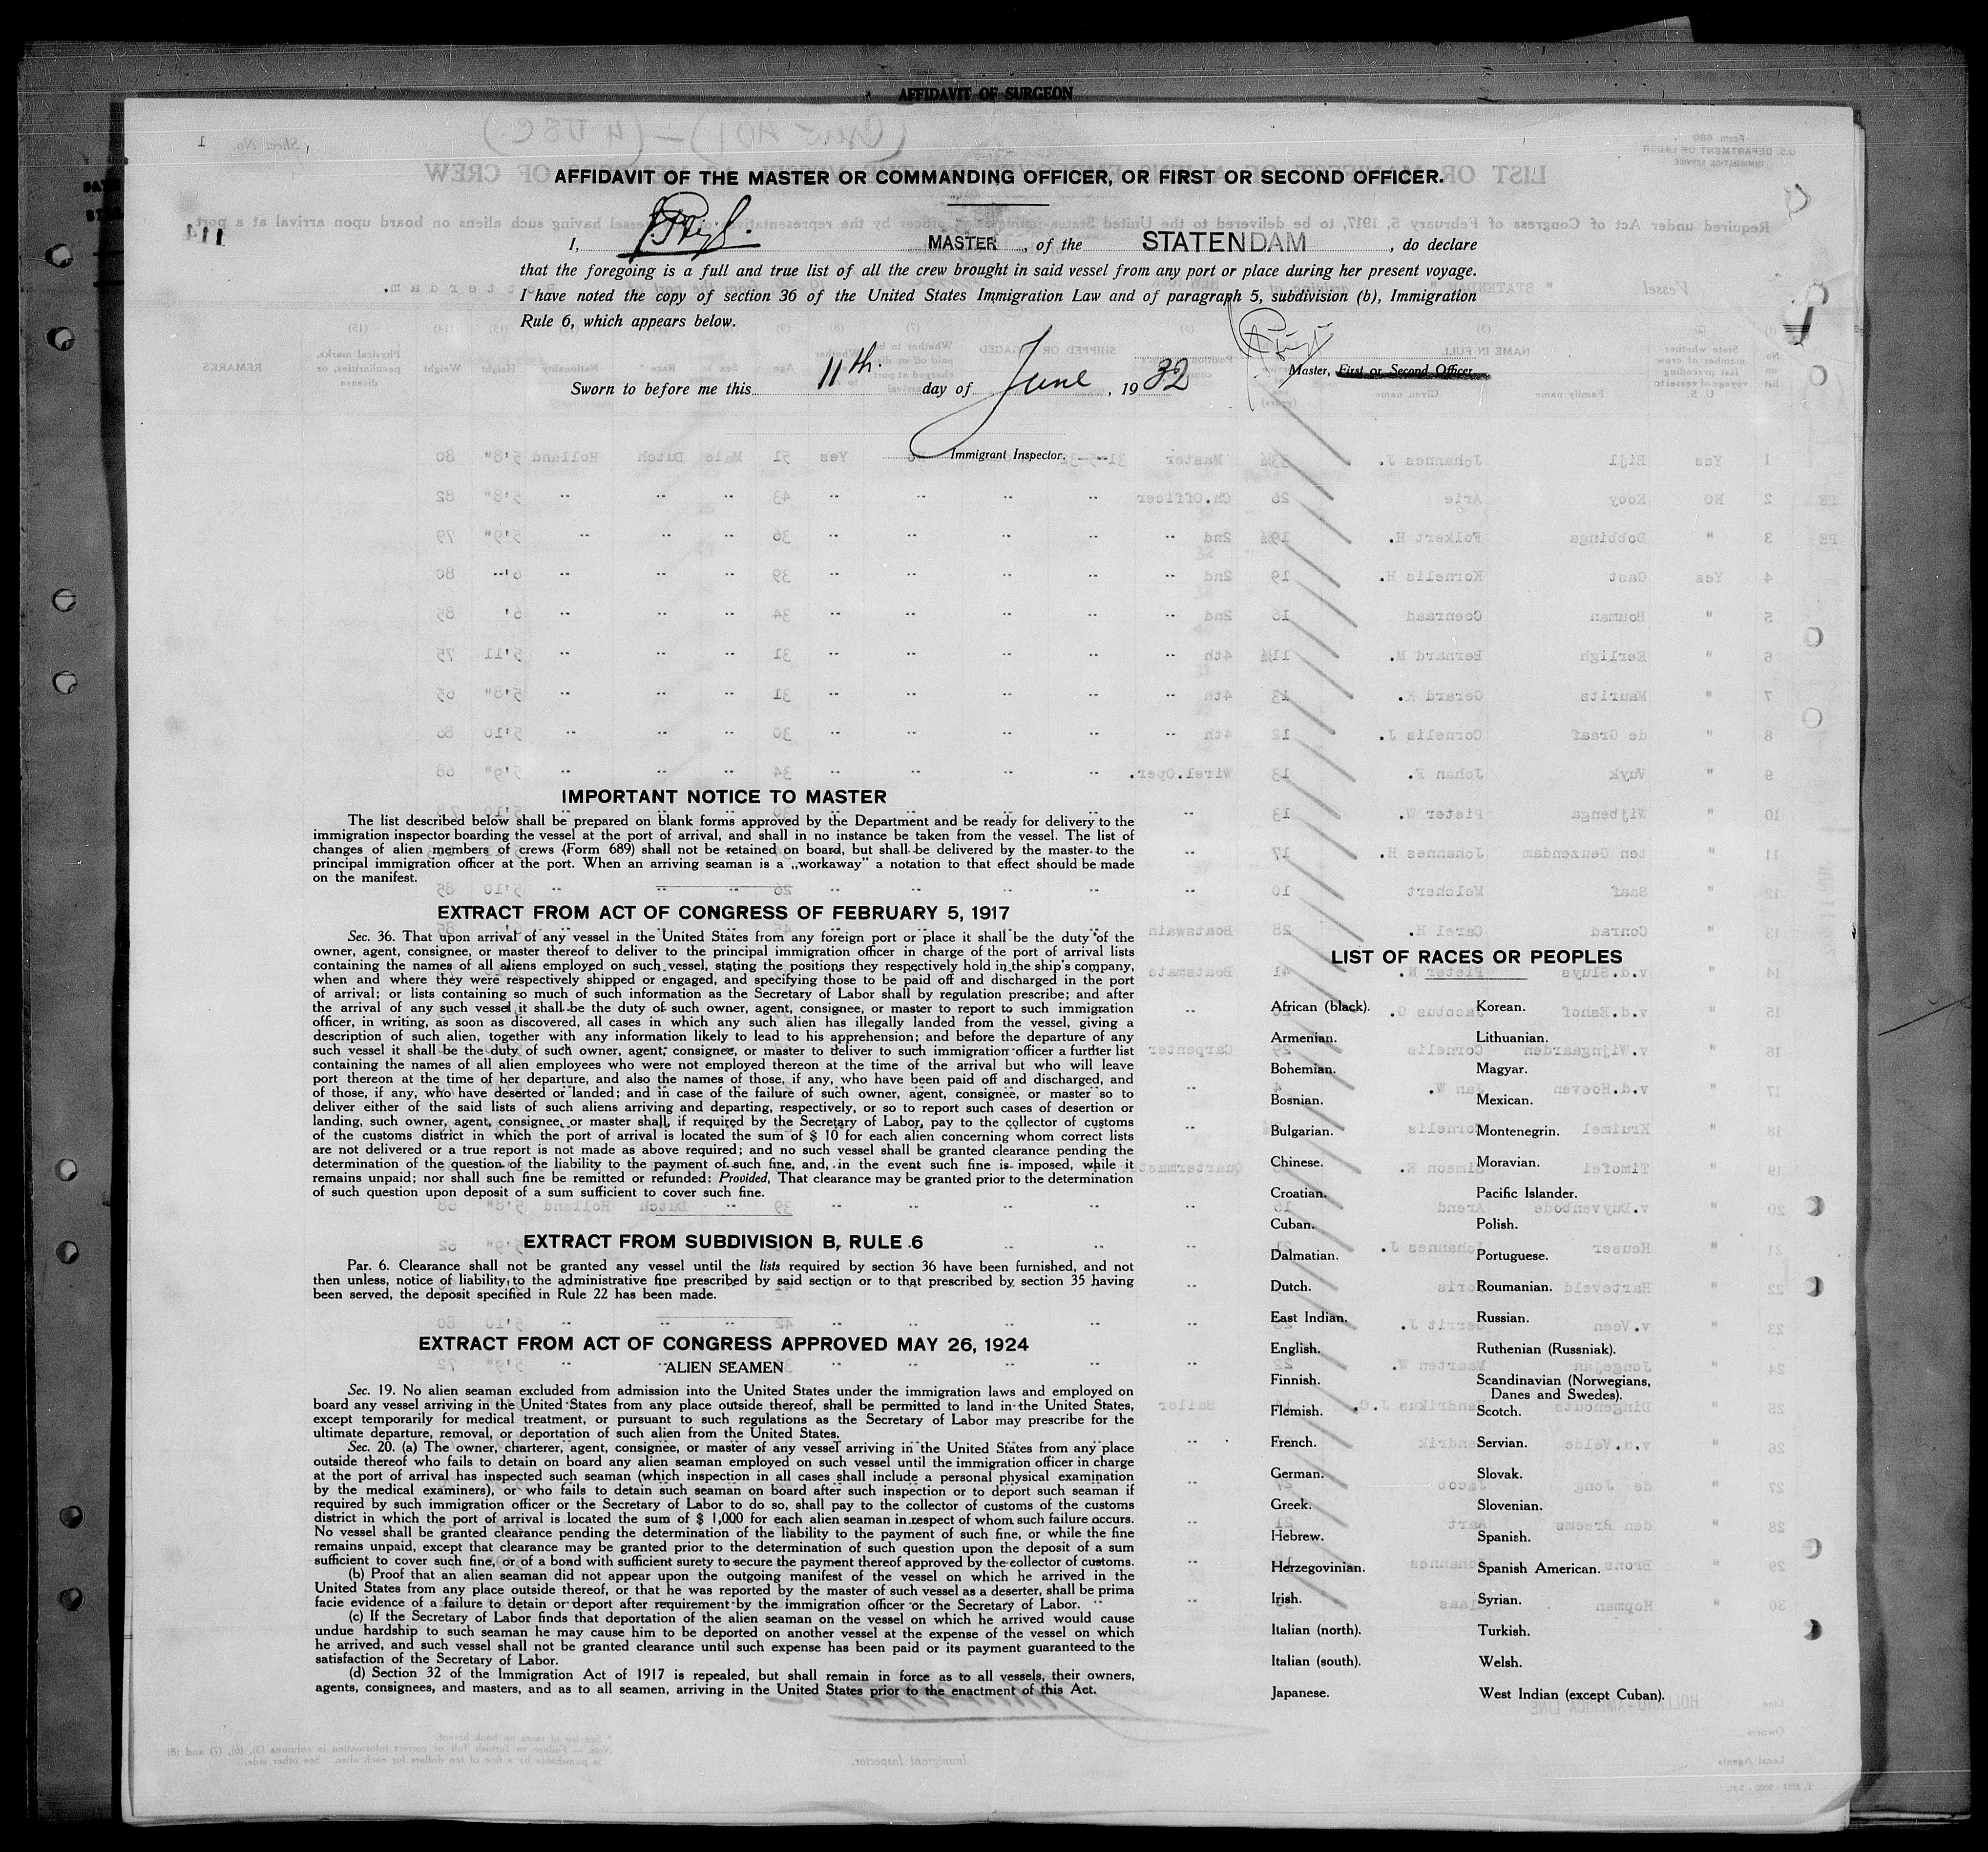 AFFIDAVIT OF SURGEON
AFFIDAVIT OF THE MASTER OR COMMANDING OFFICER, OR FIRST OR SECOND OFFICER.
I, MASTER, of the STATENDAM, do declare
that the foregoing is a full and true list of all the crew brought in said vessel from any port or place during her present voyage.
I have noted the copy of section 36 of the United States Immigration Law and of paragraph 5, subdivision (b), Immigration
Rule 6, which appears below.
Master, First or Second Officer
Sworn to before me this 11th. day of June, 1932
Immigrant Inspector.
IMPORTANT NOTICE TO MASTER
The list described below shall be prepared on blank forms approved by the Department and be ready for delivery to the
immigration inspector boarding the vessel at the port of arrival, and shall in no instance be taken from the vessel. The list of
changes of alien members of crews (Form 689) shall not be retained on board, but shall be delivered by the master to the
principal immigration officer at the port. When an arriving seaman is a „workaway” a notation to that effect should be made
on the manifest.
EXTRACT FROM ACT OF CONGRESS OF FEBRUARY 5, 1917
Sec. 36. That upon arrival of any vessel in the United States from any foreign port or place it shall be the duty of the
owner, agent, consignee, or master thereof to deliver to the principal immigration officer in charge of the port of arrival lists
containing the names of all aliens employed on such vessel, stating the positions they respectively hold in the ship's company,
when and where they were respectively shipped or engaged, and specifying those to be paid off and discharged in the port
of arrival; or lists containing so much of such information as the Secretary of Labor shall by regulation prescribe; and after
the arrival of any such vessel it shall be the duty of such owner, agent, consignee, or master to report to such immigration
officer, in writing, as soon as discovered, all cases in which any such alien has illegally landed from the vessel, giving a
description of such alien, together with any information likely to lead to his apprehension; and before the departure of any
such vessel it shall be the duty of such owner, agent, consignee, or master to deliver to such immigration officer a further list
containing the names of all alien employees who were not employed thereon at the time of the arrival but who will leave
port thereon at the time of her departure, and also the names of those, if any, who have been paid off and discharged, and
of those, if any, who have deserted or landed; and in case of the failure of such owner, agent, consignee, or master so to
deliver either of the said lists of such aliens arriving and departing, respectively, or so to report such cases of desertion or
landing, such owner, agent, consignee, or master shall, if required by the Secretary of Labor, pay to the collector of customs
of the customs district in which the port of arrival is located the sum of $ 10 for each alien concerning whom correct lists
are not delivered or a true report is not made as above required; and no such vessel shall be granted clearance pending the
determination of the question of the liability to the payment of such fine, and, in the event such fine is imposed, while it
remains unpaid; nor shall such fine be remitted or refunded: Provided, That clearance may be granted prior to the determination
of such question upon deposit of a sum sufficient to cover such fine.
EXTRACT FROM SUBDIVISION B, RULE 6
Par. 6. Clearance shall not be granted any vessel until the lists required by section 36 have been furnished, and not
then unless, notice of liability to the administrative fine prescribed by said section or to that prescribed by section 35 having
been served, the deposit specified in Rule 22 has been made.
EXTRACT FROM ACT OF CONGRESS APPROVED MAY 26, 1924
ALIEN SEAMEN
Sec. 19. No alien seaman excluded from admission into the United States under the immigration laws and employed on
board any vessel arriving in the United States from any place outside thereof, shall be permitted to land in the United States,
except temporarily for medical treatment, or pursuant to such regulations as the Secretary of Labor may prescribe for the
ultimate departure, removal, or deportation of such alien from the United States.
Sec. 20. (a) The owner, charterer, agent, consignee, or master of any vessel arriving in the United States from any place
outside thereof who fails to detain on board any alien seaman employed on such vessel until the immigration officer in charge
at the port of arrival has inspected such seaman (which inspection in all cases shall include a personal physical examination
by the medical examiners), or who fails to detain such seaman on board after such inspection or to deport such seaman if
required by such immigration officer or the Secretary of Labor to do so, shall pay to the collector of customs of the customs
district in which the port of arrival is located the sum of $ 1,000 for each alien seaman in respect of whom such failure occurs.
No vessel shall be granted clearance pending the determination of the liability to the payment of such fine, or while the fine
remains unpaid, except that clearance may be granted prior to the determination of such question upon the deposit of a sum
sufficient to cover such fine, or of a bond with sufficient surety to secure the payment thereof approved by the collector of customs.
(b) Proof that an alien seaman did not appear upon the outgoing manifest of the vessel on which he arrived in the
United States from any place outside thereof, or that he was reported by the master of such vessel as a deserter, shall be prima
facie evidence of a failure to detain or deport after requirement by the immigration officer or the Secretary of Labor.
(c) If the Secretary of Labor finds that deportation of the alien seaman on the vessel on which he arrived would cause
undue hardship to such seaman he may cause him to be deported on another vessel at the expense of the vessel on which
he arrived, and such vessel shall not be granted clearance until such expense has been paid or its payment guaranteed to the
satisfaction of the Secretary of Labor.
(d) Section 32 of the Immigration Act of 1917 is repealed, but shall remain in force as to all vessels, their owners,
agents, consignees, and masters, and as to all seamen, arriving in the United States prior to the enactment of this Act.
LIST OF RACES OR PEOPLES
African (black).
Armenian.
Bohemian.
Bosnian.
Bulgarian.
Chinese.
Croatian.
Cuban.
Dalmatian.
Dutch.
East Indian.
English.
Finnish.
Flemish.
French.
German.
Greek.
Hebrew.
Herzegovinian.
Irish.
Italian (north).
Italian (south).
Japanese.
Korean.
Lithuanian.
Magyar.
Mexican.
Montenegrin.
Moravian.
Pacific Islander.
Polish.
Portuguese.
Roumanian.
Russian.
Ruthenian (Russniak).
Scandinavian (Norwegians,
Danes and Swedes).
Scotch.
Servian.
Slovak.
Slovenian.
Spanish.
Spanish American.
Syrian.
Turkish.
Welsh.
West Indian (except Cuban).